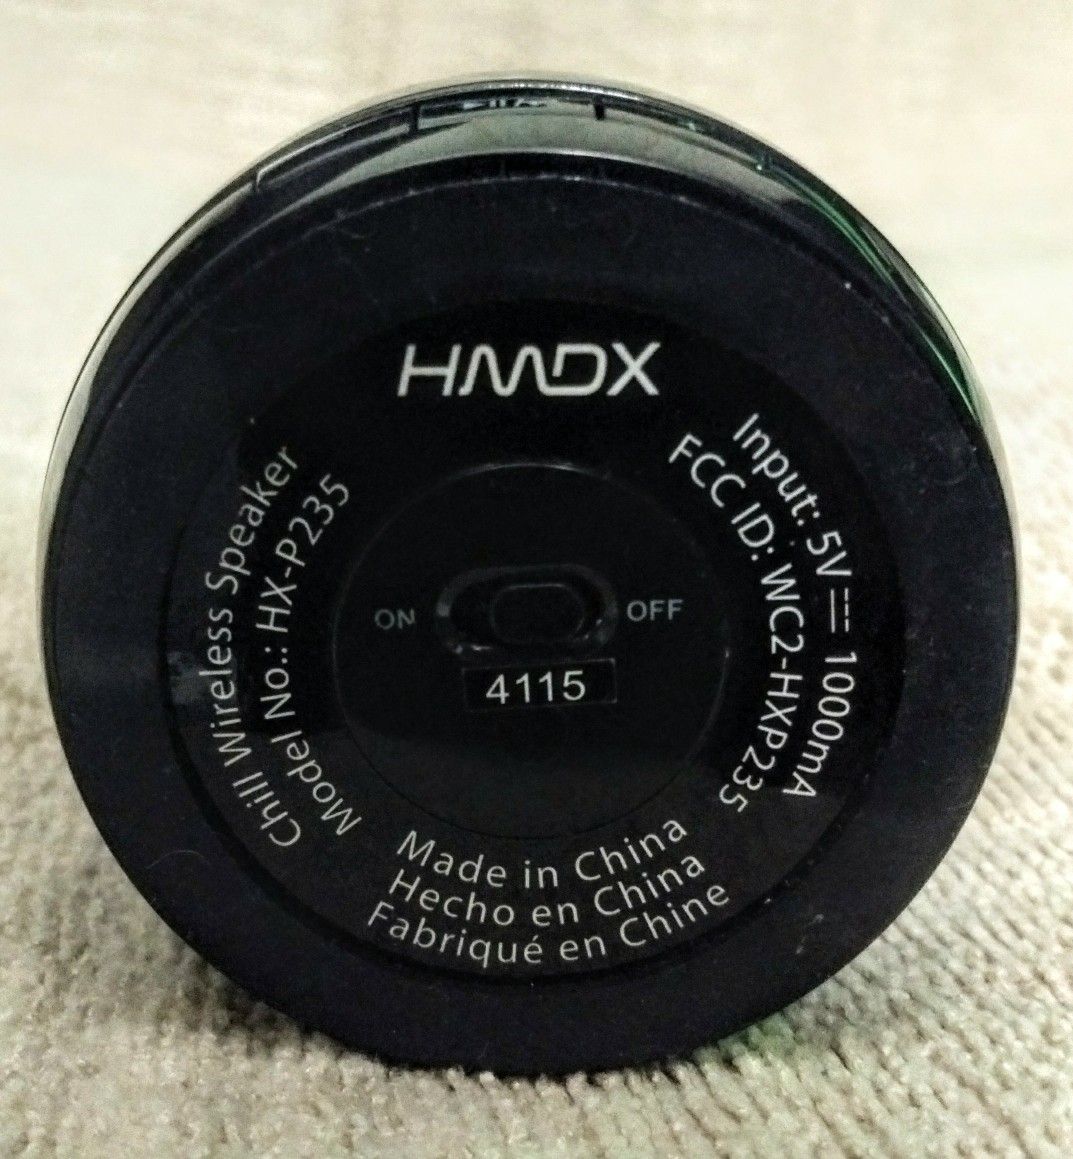 HMDX
Chill Wireless Speaker
Model No.: HX-P235
Input: 5V ⎓ 1000mA
FCC ID: WC2-HXP235
ON
OFF
4115
Made in China
Hecho en China
Fabriqué en Chine